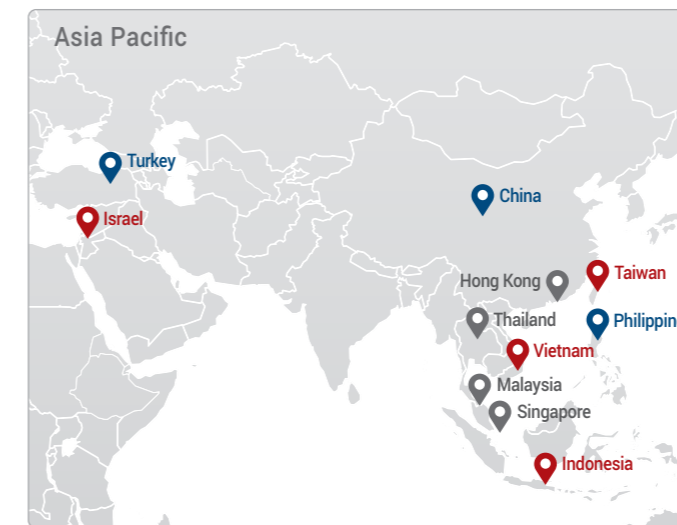 Asia Pacific
Turkey
China
Israel
Taiwan
Hong Kong
Thailand
Philippin
Vietnam
Malaysia
Singapore
Indonesia